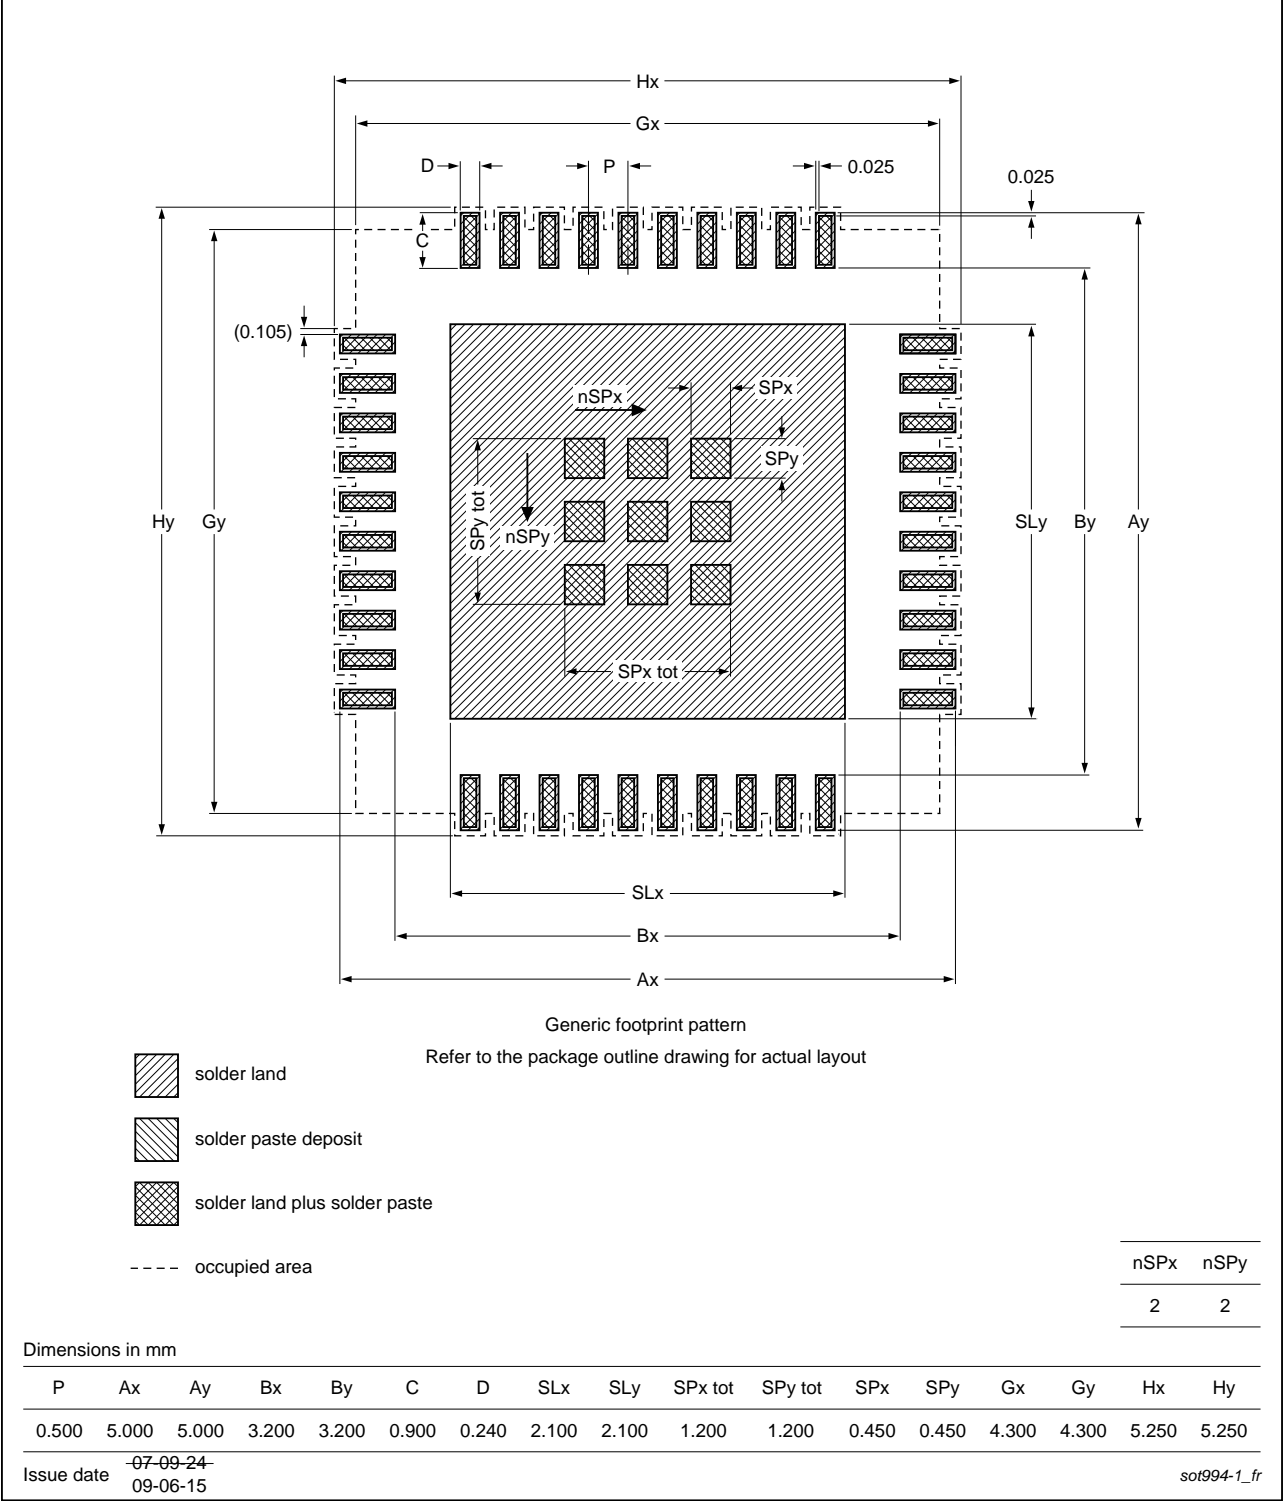 Hx
Gx
D
P
0.025
0.025
C
(0.105)
nSPx
SPx
SPy
SPy tot
nSPy
Hy
Gy
SLy
By
Ay
SPx tot
SLx
Bx
Ax
Generic footprint pattern
Refer to the package outline drawing for actual layout
solder land
solder paste deposit
solder land plus solder paste
occupied area
nSPx nSPy
2 2
Dimensions in mm
P Ax Ay Bx By C D SLx SLy SPx tot SPy tot SPx SPy Gx Gy Hx Hy
0.500 5.000 5.000 3.200 3.200 0.900 0.240 2.100 2.100 1.200 1.200 0.450 0.450 4.300 4.300 5.250 5.250
Issue date 07-09-24
09-06-15
sot994-1_fr